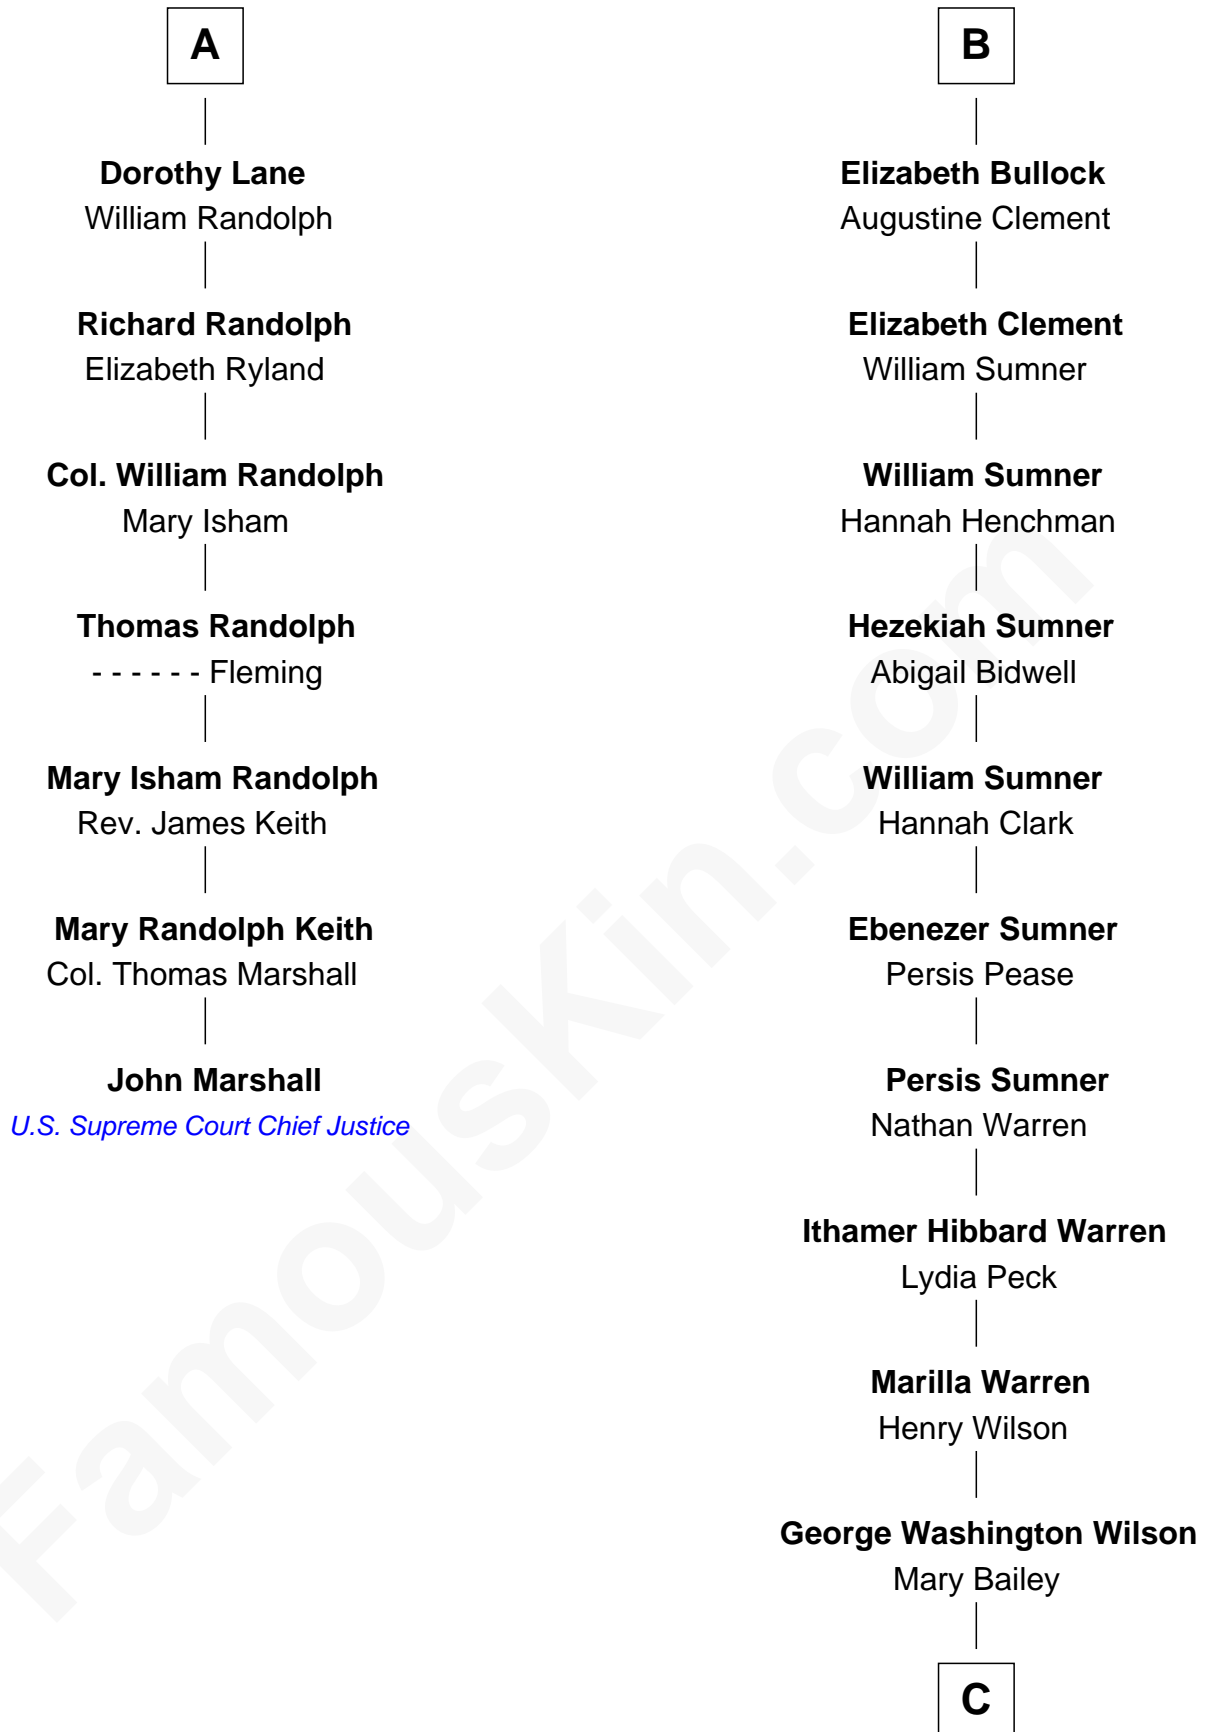 A
Dorothy Lane
William Randolph
Richard Randolph
Elizabeth Ryland
Col. William Randolph
Mary Isham
Thomas Randolph
- - - - - - Fleming
Mary Isham Randolph
Rev. James Keith
Mary Randolph Keith
Col. Thomas Marshall
John Marshall
U.S. Supreme Court Chief Justice
B
Elizabeth Bullock
Augustine Clement
Elizabeth Clement
William Sumner
William Sumner
Hannah Henchman
Hezekiah Sumner
Abigail Bidwell
William Sumner
Hannah Clark
Ebenezer Sumner
Persis Pease
Persis Sumner
Nathan Warren
Ithamer Hibbard Warren
Lydia Peck
Marilla Warren
Henry Wilson
George Washington Wilson
Mary Bailey
C
FamousKin.com